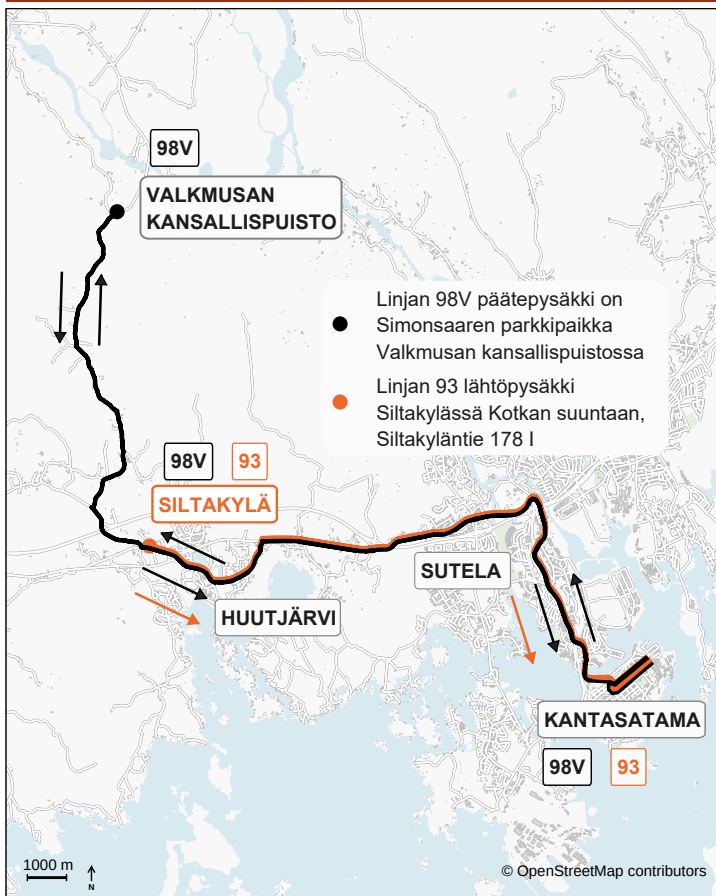 98V
VALKMUSAN
KANSALLISPUISTO
Linjan 98V päätepysäkki on
Simonsaaren parkkipaikka
Valkmusan kansallispuistossa
Linjan 93 lähtöpysäkki
Siltakylässä Kotkan suuntaan,
Siltakyläntie 178 I
98V 93
SILTAKYLÄ
SUTELA
HUUTJÄRVI
KANTASATAMA
98V 93
1000 m
N
© OpenStreetMap contributors